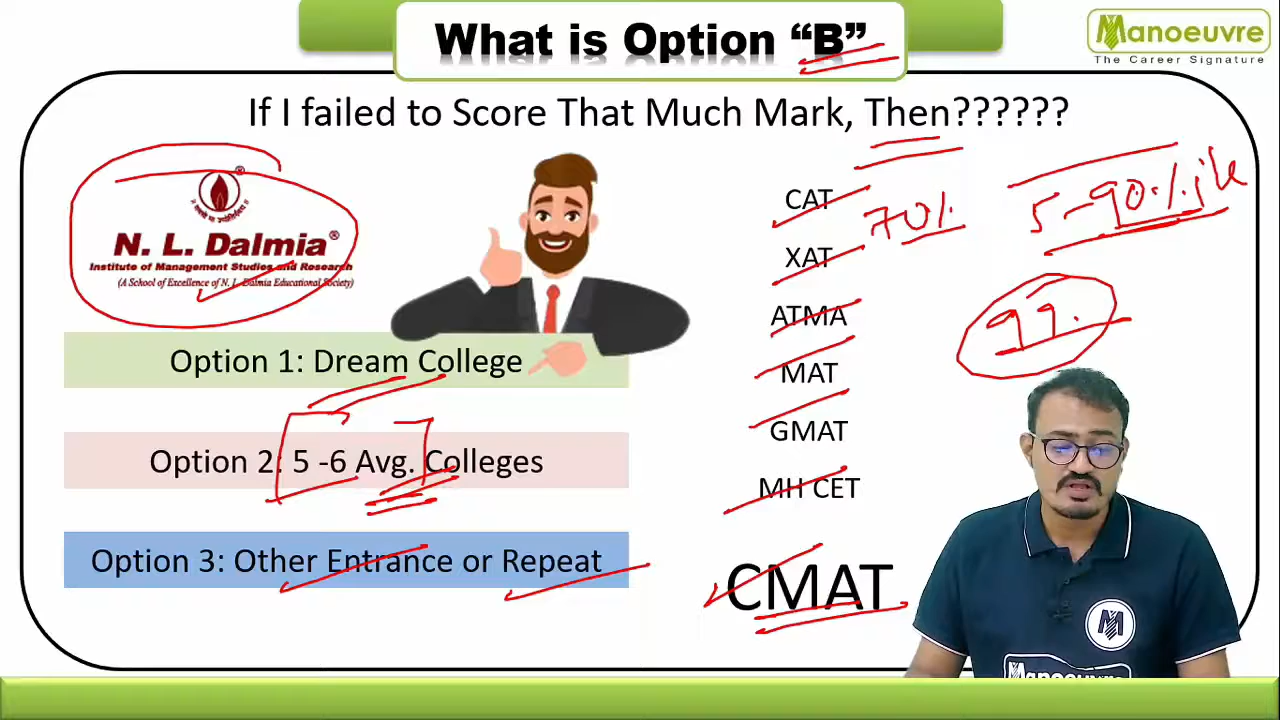 What is Option “B”
Manoeuvre
The Career Signature
If I failed to Score That Much Mark, Then??????
N. L. Dalmia®
Institute of Management Studies and Research
(A School of Excellence of N. L. Dalmia Educational Society)
Option 1: Dream College
Option 2: 5 -6 Avg. Colleges
Option 3: Other Entrance or Repeat
CAT
XAT
ATMA
MAT
GMAT
MH CET
CMAT
70%
5-90%ile
99.
M
Manoeuvre